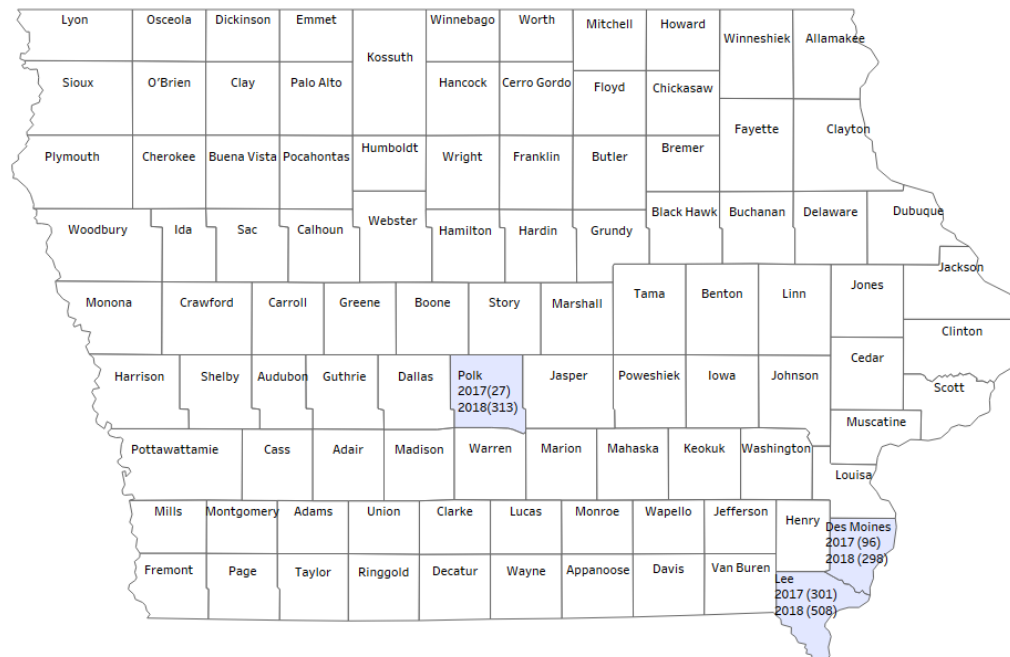 Lyon
Osceola
Dickinson
Emmet
Kossuth
Winnebago
Worth
Mitchell
Howard
Winneshiek
Allamakee
Sioux
O'Brien
Clay
Palo Alto
Hancock
Cerro Gordo
Floyd
Chickasaw
Fayette
Clayton
Plymouth
Cherokee
Buena Vista
Pocahontas
Humboldt
Wright
Franklin
Butler
Bremer
Woodbury
Ida
Sac
Calhoun
Webster
Hamilton
Hardin
Grundy
Black Hawk
Buchanan
Delaware
Dubuque
Jackson
Monona
Crawford
Carroll
Greene
Boone
Story
Marshall
Tama
Benton
Linn
Jones
Clinton
Cedar
Scott
Harrison
Shelby
Audubon
Guthrie
Dallas
Polk
2017(27)
2018(313)
Jasper
Poweshiek
Iowa
Johnson
Muscatine
Pottawattamie
Cass
Adair
Madison
Warren
Marion
Mahaska
Keokuk
Washington
Louisa
Mills
Montgomery
Adams
Union
Clarke
Lucas
Monroe
Wapello
Jefferson
Henry
Des Moines
2017 (96)
2018 (298)
Fremont
Page
Taylor
Ringgold
Decatur
Wayne
Appanoose
Davis
Van Buren
Lee
2017 (301)
2018 (508)